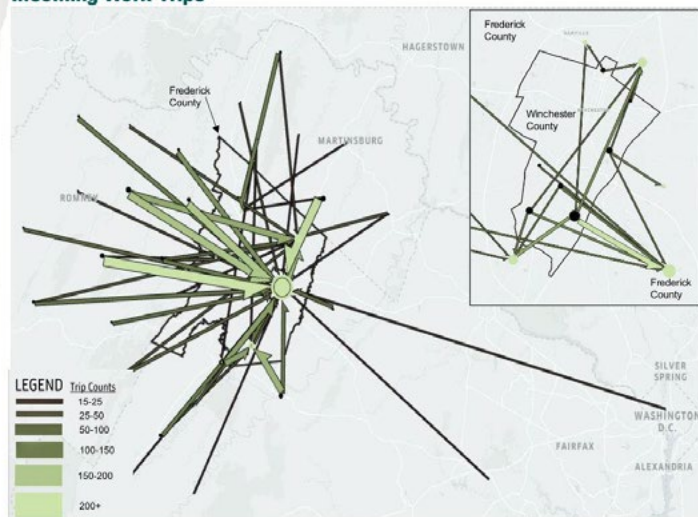 Incoming Work Trips
HAGERSTOWN
Frederick
County
MARTINSBURG
ROMNEY
Frederick
County
Winchester
County
Frederick
County
SILVER
SPRING
WASHINGTON
D.C.
FAIRFAX
ALEXANDRIA
LEGEND Trip Counts
15-25
25-50
50-100
100-150
150-200
200+